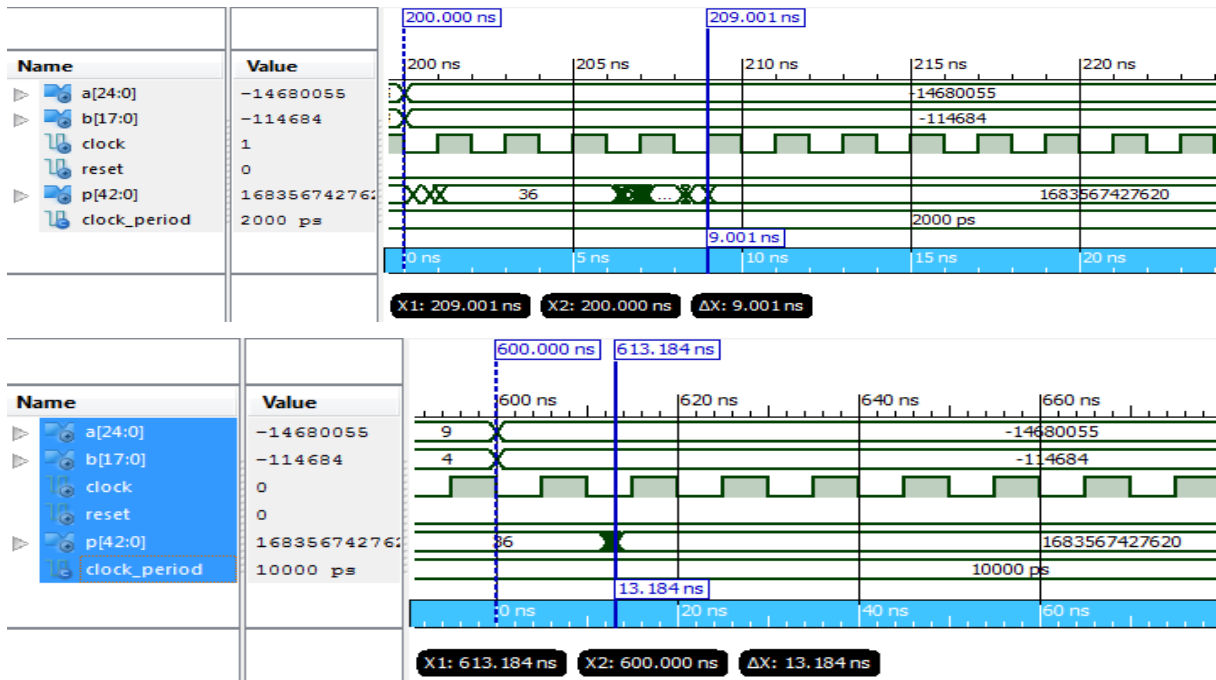 200.000 ns 209.001 ns
Name Value 200 ns 205 ns 210 ns 215 ns 220 ns
a[24:0] -14680055 -14680055
b[17:0] -114684 -114684
clock 1
reset 0
p[42:0] 168356742762 36 ... 1683567427620
clock_period 2000 ps 2000 ps
9.001 ns
0 ns 5 ns 10 ns 15 ns 20 ns
X1: 209.001 ns X2: 200.000 ns ΔX: 9.001 ns
600.000 ns 613.184 ns
Name Value 600 ns 620 ns 640 ns 660 ns
a[24:0] -14680055 9 -14680055
b[17:0] -114684 4 -114684
clock 0
reset 0
p[42:0] 168356742762 36 1683567427620
clock_period 10000 ps 10000 ps
13.184 ns
0 ns 20 ns 40 ns 60 ns
X1: 613.184 ns X2: 600.000 ns ΔX: 13.184 ns